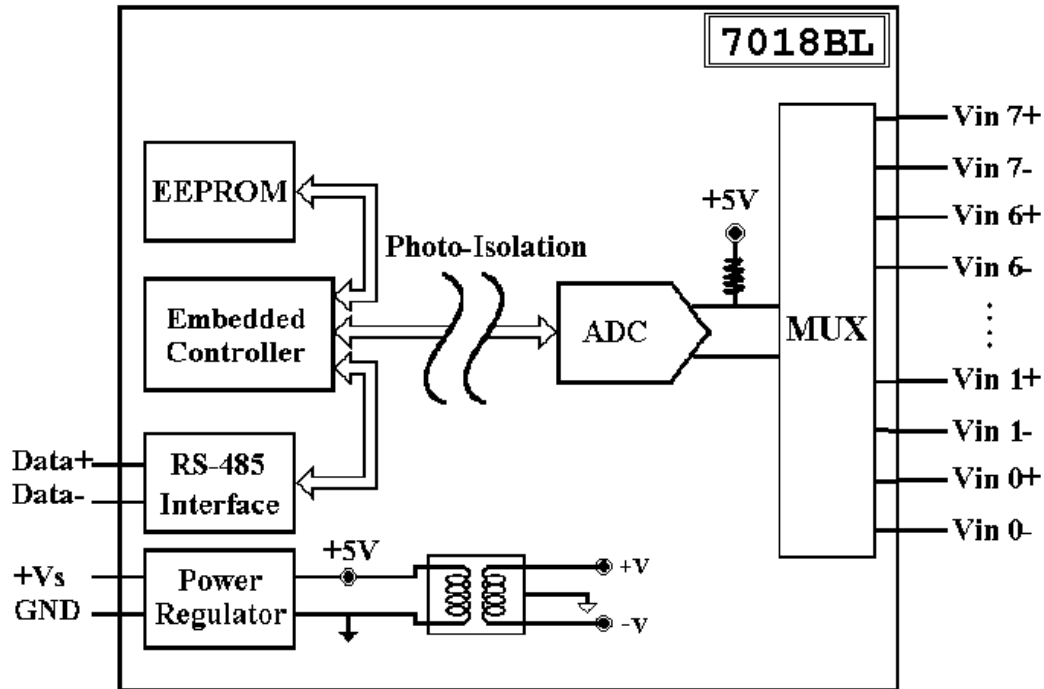 7018BL
Vin 7+
Vin 7-
Vin 6+
Vin 6-
Vin 1+
Vin 1-
Vin 0+
Vin 0-
MUX
+5V
ADC
Photo-Isolation
EEPROM
Embedded
Controller
RS-485
Interface
Data+
Data-
+Vs
GND
Power
Regulator
+5V
+V
-V